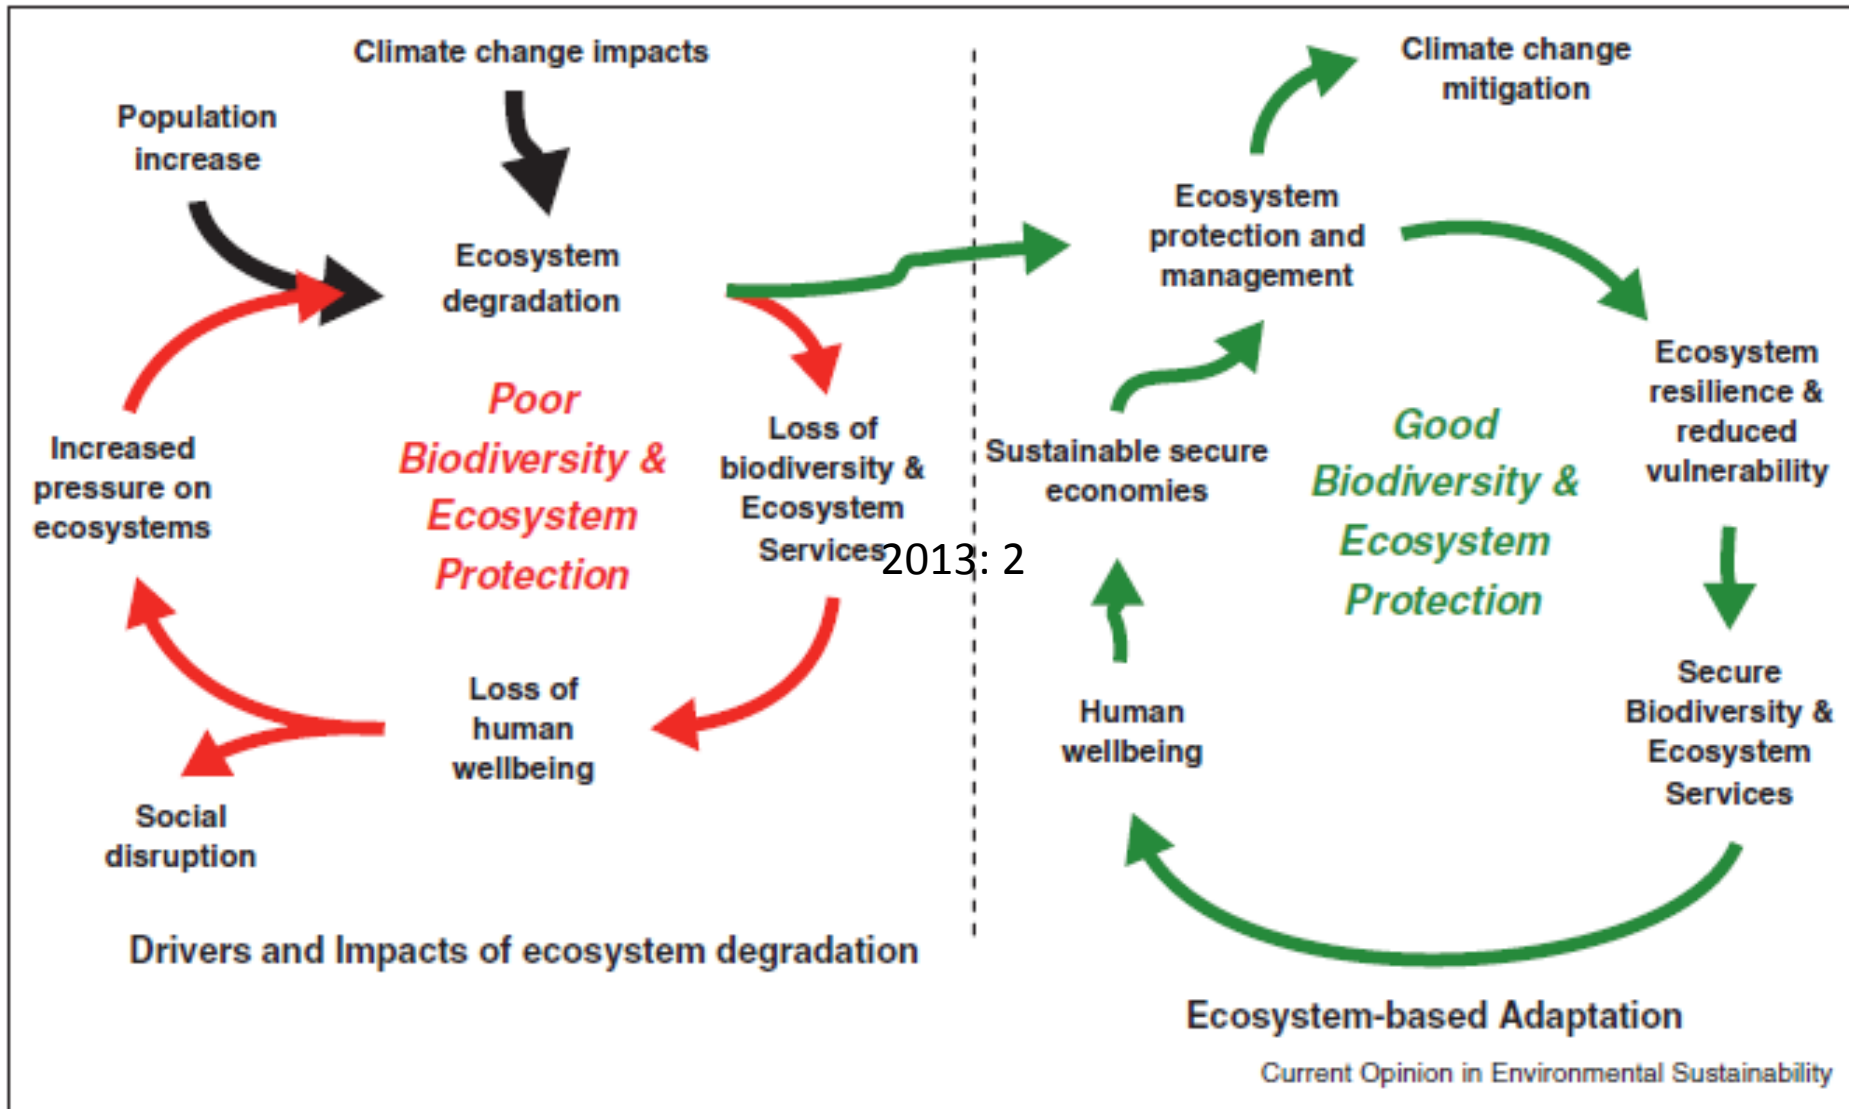 Climate change impacts
Population
increase
Ecosystem
degradation
Poor
Biodiversity &
Ecosystem
Protection
Increased
pressure on
ecosystems
Loss of
biodiversity &
Ecosystem
Services
Loss of
human
wellbeing
Social
disruption
Drivers and Impacts of ecosystem degradation
2013: 2
Climate change
mitigation
Ecosystem
protection and
management
Ecosystem
resilience &
reduced
vulnerability
Sustainable secure
economies
Good
Biodiversity &
Ecosystem
Protection
Human
wellbeing
Secure
Biodiversity &
Ecosystem
Services
Ecosystem-based Adaptation
Current Opinion in Environmental Sustainability